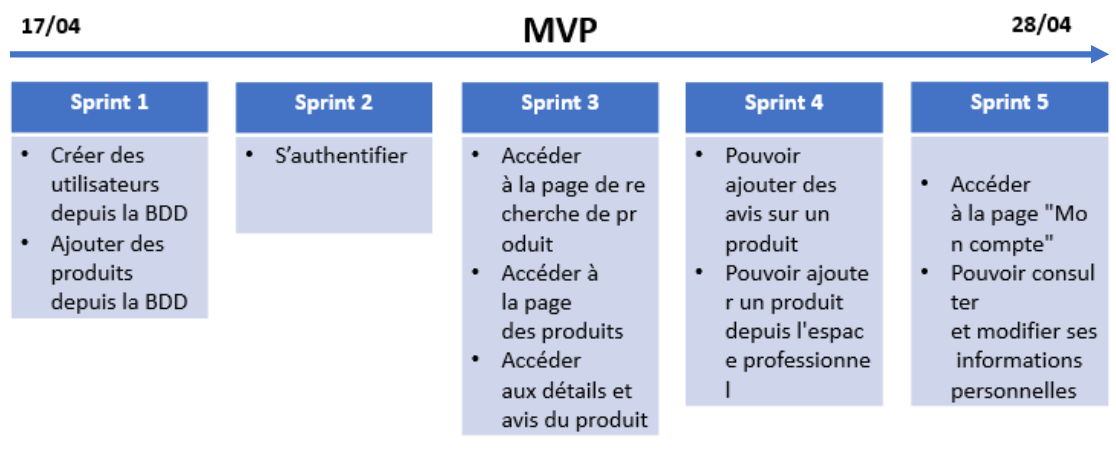 17/04
MVP
28/04
Sprint 1
• Créer des
utilisateurs
depuis la BDD
• Ajouter des
produits
depuis la BDD
Sprint 2
• S'authentifier
Sprint 3
• Accéder
à la page de re
cherche de pr
oduit
• Accéder à
la page
des produits
• Accéder
aux détails et
avis du produit
Sprint 4
• Pouvoir
ajouter des
avis sur un
produit
• Pouvoir ajoute
r un produit
depuis l'espac
e professionne
l
Sprint 5
• Accéder
à la page "Mo
n compte"
• Pouvoir consul
ter
et modifier ses
informations
personnelles